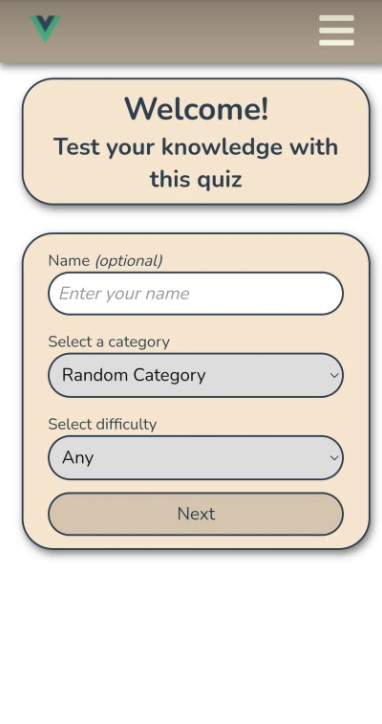 Welcome!
Test your knowledge with
this quiz
Name (optional)
Enter your name
Select a category
Random Category
Select difficulty
Any
Next